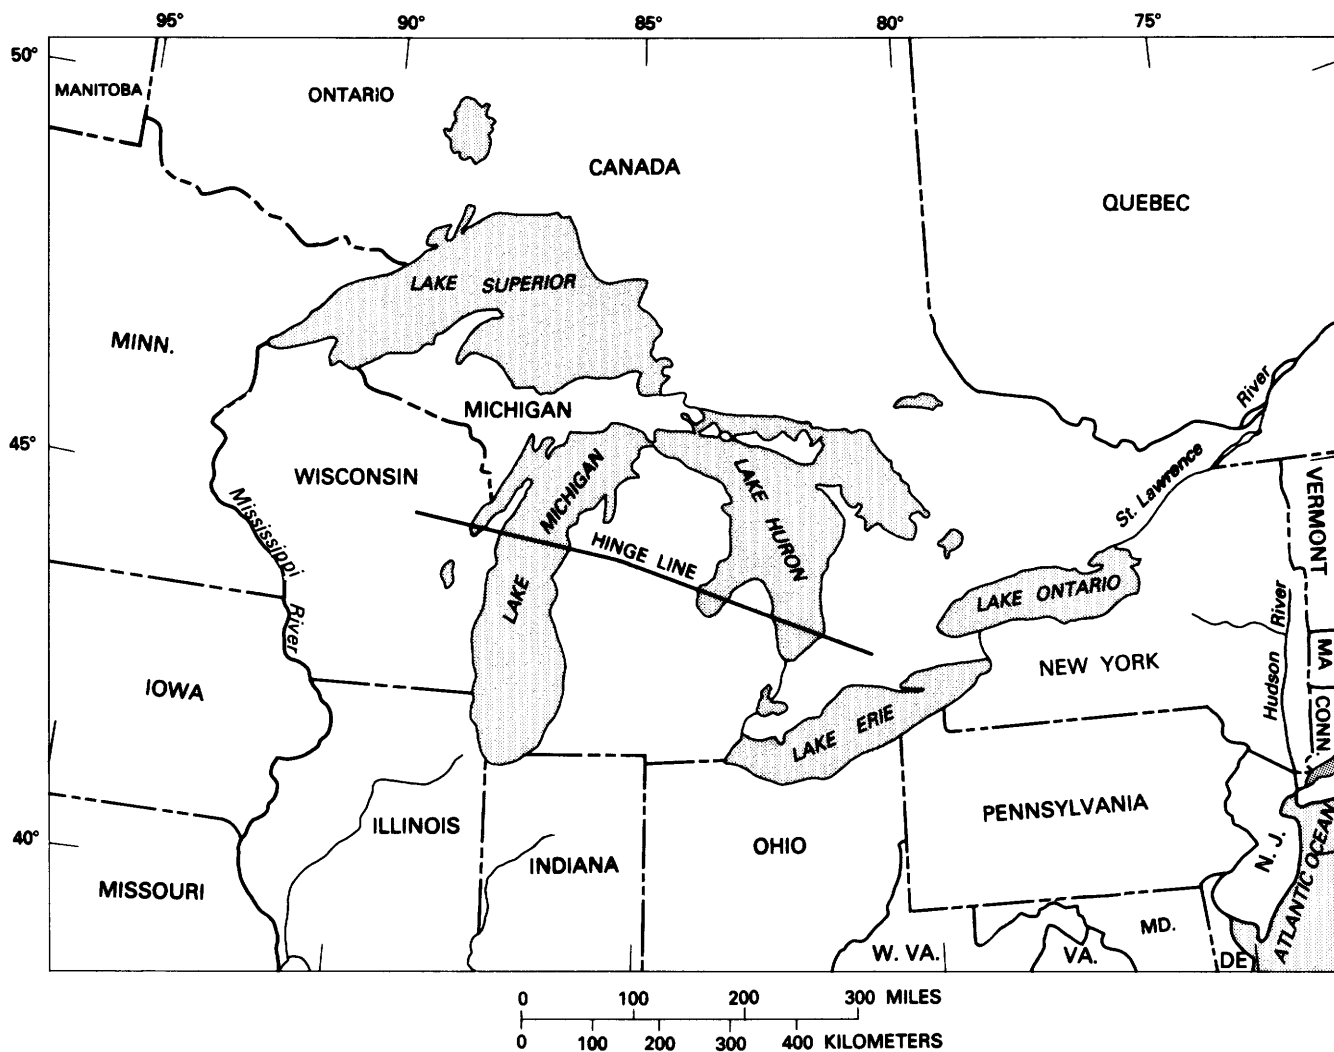 95° 90° 85° 80° 75°
50°
MANITOBA
ONTARIO
CANADA
QUEBEC
LAKE SUPERIOR
MINN.
River
MICHIGAN
45°
WISCONSIN
LAKE HURON
St. Lawrence
VERMONT
Mississippi
MICHIGAN
HINGE LINE
LAKE ONTARIO
Lake
River
River
NEW YORK
MA
IOWA
Hudson
CONN.
LAKE ERIE
PENNSYLVANIA
40°
ILLINOIS
OHIO
N. J.
INDIANA
ATLANTIC OCEAN
MISSOURI
MD.
W. VA.
VA.
DE
0 100 200 300 MILES
0 100 200 300 400 KILOMETERS